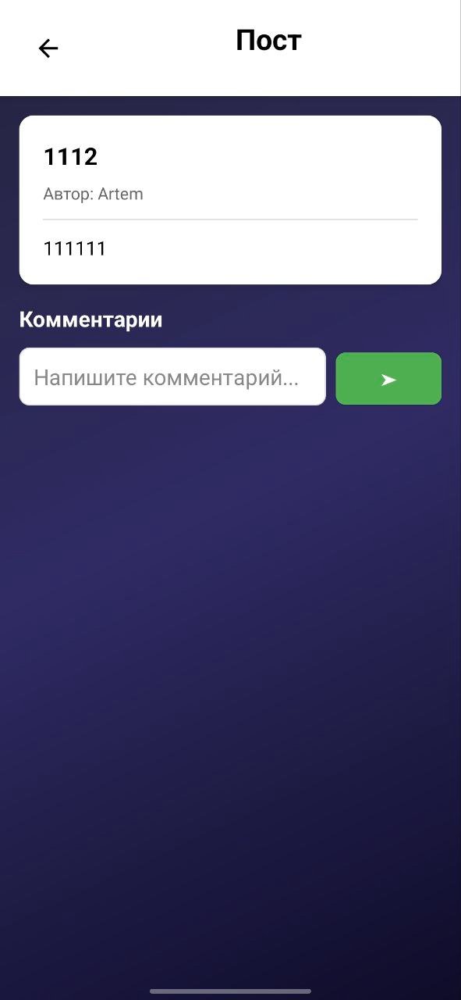 Пост
1112
Автор: Artem
111111
Комментарии
Напишите комментарий...